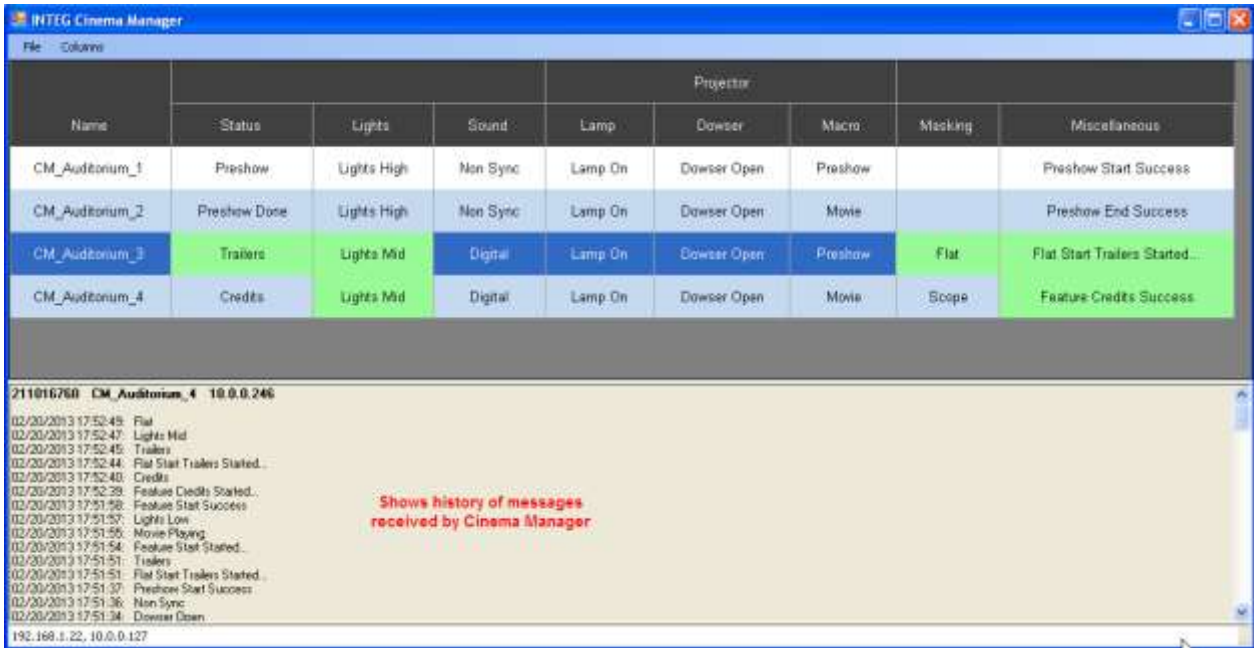 INTEG Cinema Manager
File Columns
Projector
Name Status Lights Sound Lamp Dowser Macro Masking Miscellaneous
CM_Auditorium_1 Preshow Lights High Non Sync Lamp On Dowser Open Preshow Preshow Start Success
CM_Auditorium_2 Preshow Done Lights High Non Sync Lamp On Dowser Open Movie Preshow End Success
CM_Auditorium_3 Trailers Lights Mid Digital Lamp On Dowser Open Preshow Flat Flat Start Trailers Started...
CM_Auditorium_4 Credits Lights Mid Digital Lamp On Dowser Open Movie Scope Feature Credits Success
211016760 CM_Auditorium_4 10.0.0.246
02/20/2013 17:52:49: Flat
02/20/2013 17:52:47: Lights Mid
02/20/2013 17:52:45: Trailers
02/20/2013 17:52:44: Flat Start Trailers Started...
02/20/2013 17:52:40: Credits
02/20/2013 17:52:39: Feature Credits Started...
02/20/2013 17:51:58: Feature Start Success
02/20/2013 17:51:57: Lights Low
02/20/2013 17:51:55: Movie Playing
02/20/2013 17:51:54: Feature Start Started...
02/20/2013 17:51:51: Trailers
02/20/2013 17:51:51: Flat Start Trailers Started...
02/20/2013 17:51:37: Preshow Start Success
02/20/2013 17:51:36: Non Sync
02/20/2013 17:51:34: Dowser Open
Shows history of messages
received by Cinema Manager
192.168.1.22, 10.0.0.127